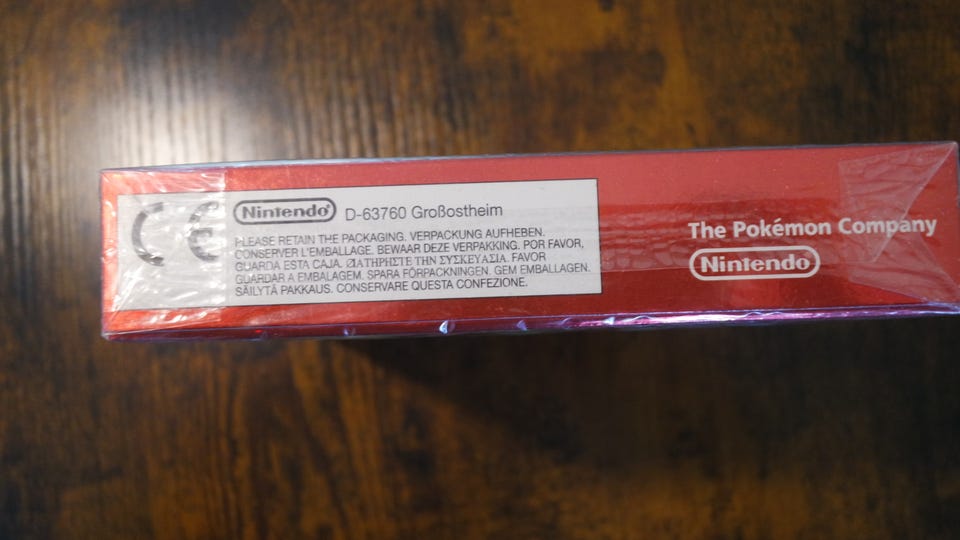 CE
Nintendo® D-63760 Großostheim
PLEASE RETAIN THE PACKAGING. VERPACKUNG AUFHEBEN.
CONSERVER L'EMBALLAGE. BEWAAR DEZE VERPAKKING. POR FAVOR,
GUARDA ESTA CAJA. ΔΙΑΤΗΡΗΣΤΕ ΤΗΝ ΣΥΣΚΕΥΑΣΙΑ. FAVOR
GUARDAR A EMBALAGEM. SPARA FÖRPACKNINGEN. GEM EMBALLAGEN.
SÄILYTÄ PAKKAUS. CONSERVARE QUESTA CONFEZIONE.
The Pokémon Company
Nintendo